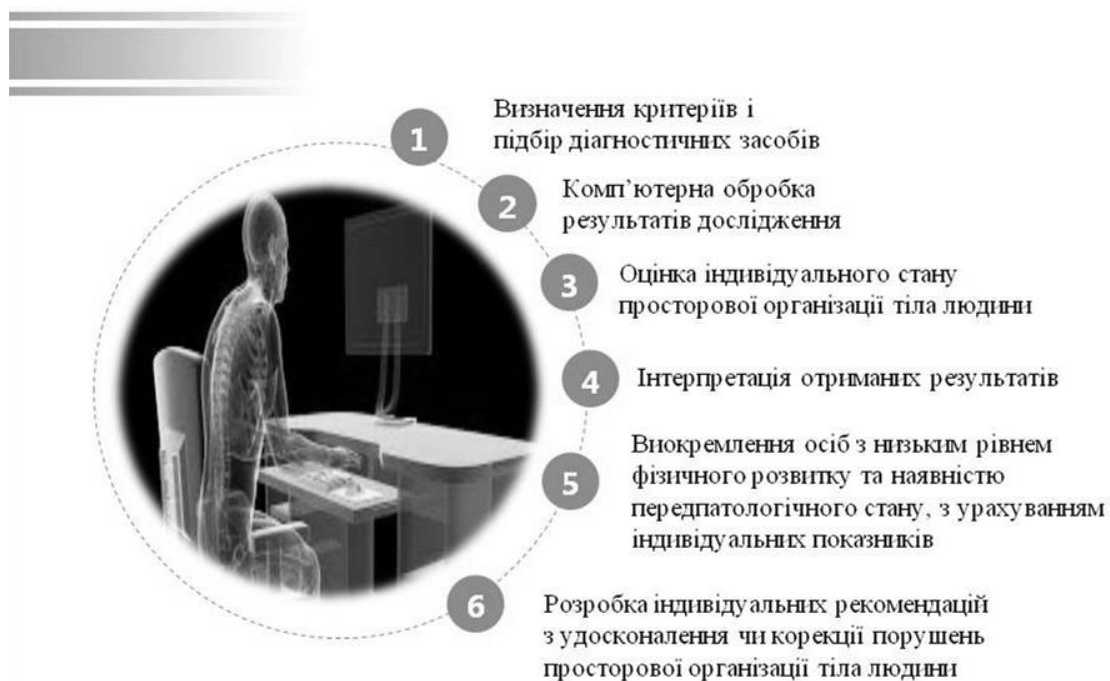 1
Визначення критеріїв і
підбір діагностичних засобів
2
Комп’ютерна обробка
результатів дослідження
3
Оцінка індивідуального стану
просторової організації тіла людини
4
Інтерпретація отриманих результатів
5
Виокремлення осіб з низьким рівнем
фізичного розвитку та наявністю
передпатологічного стану, з урахуванням
індивідуальних показників
6
Розробка індивідуальних рекомендацій
з удосконалення чи корекції порушень
просторової організації тіла людини